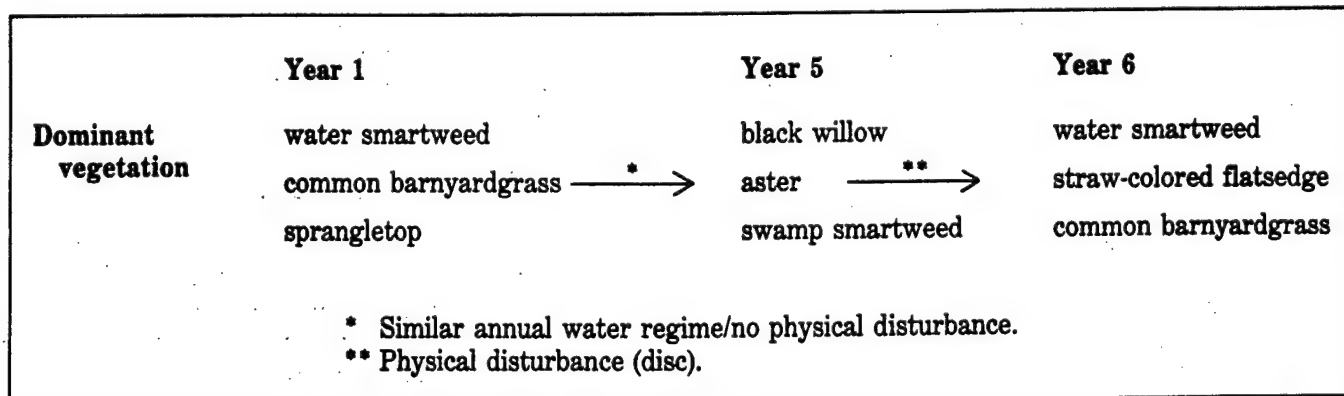 Year 1 Year 5 Year 6
Dominant water smartweed black willow water smartweed
vegetation
common barnyardgrass * aster ** straw-colored flatsedge
sprangletop swamp smartweed common barnyardgrass
* Similar annual water regime/no physical disturbance.
** Physical disturbance (disc).